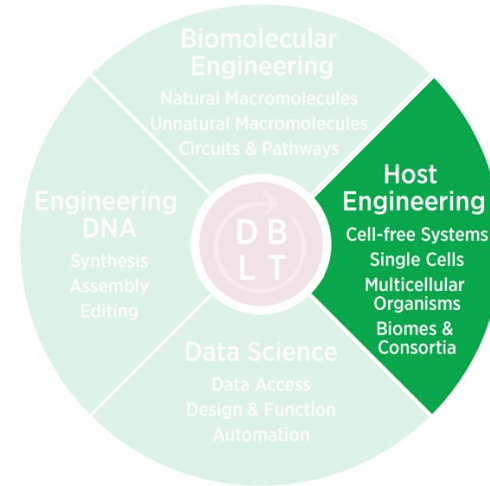 Biomolecular
Engineering
Natural Macromolecules
Unnatural Macromolecules
Circuits & Pathways
Engineering
DNA
Synthesis
Assembly
Editing
D B
L T
Host
Engineering
Cell-free Systems
Single Cells
Multicellular
Organisms
Biomes &
Consortia
Data Science
Data Access
Design & Function
Automation